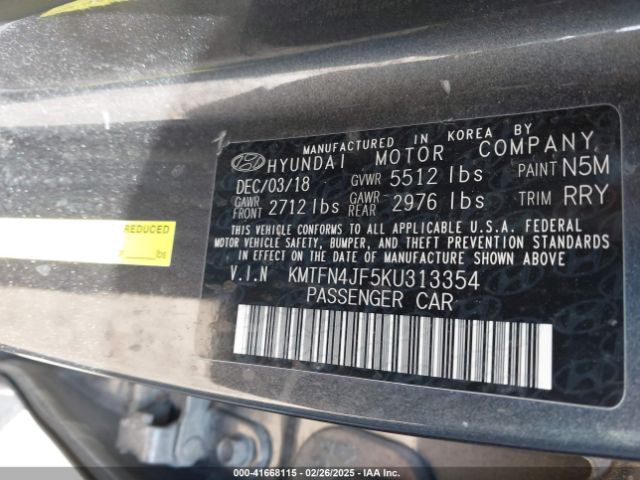 MANUFACTURED IN KOREA BY
HYUNDAI MOTOR COMPANY
DEC/03/18 GVWR 5512 lbs PAINT N5M
GAWR FRONT 2712 lbs GAWR REAR 2976 lbs TRIM RRY
THIS VEHICLE CONFORMS TO ALL APPLICABLE U.S.A. FEDERAL
MOTOR VEHICLE SAFETY, BUMPER, AND THEFT PREVENTION STANDARDS
IN EFFECT ON THE DATE OF MANUFACTURE SHOWN ABOVE.
V.I.N KMTFN4JF5KU313354
PASSENGER CAR
REDUCED
lbs
000-41668115 - 02/26/2025 - IAA Inc.